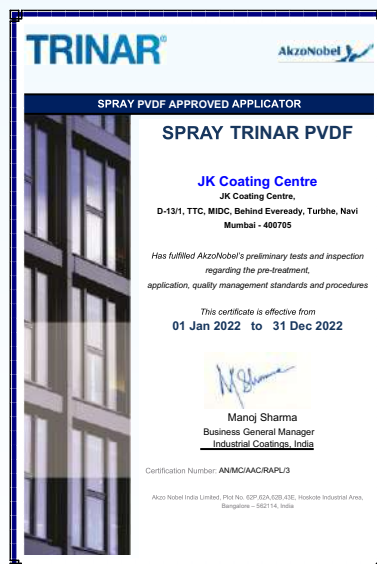 TRINAR®
AkzoNobel
SPRAY PVDF APPROVED APPLICATOR
SPRAY TRINAR PVDF
JK Coating Centre
JK Coating Centre,
D-13/1, TTC, MIDC, Behind Eveready, Turbhe, Navi
Mumbai - 400705
Has fulfilled AkzoNobel's preliminary tests and inspection
regarding the pre-treatment,
application, quality management standards and procedures
This certificate is effective from
01 Jan 2022 to 31 Dec 2022
M Sharma
Manoj Sharma
Business General Manager
Industrial Coatings, India
Certification Number: AN/MC/AAC/RAPL/3
Akzo Nobel India Limited, Plot No. 62P,62A,62B,43E, Hoskote Industrial Area,
Bangalore – 562114, India